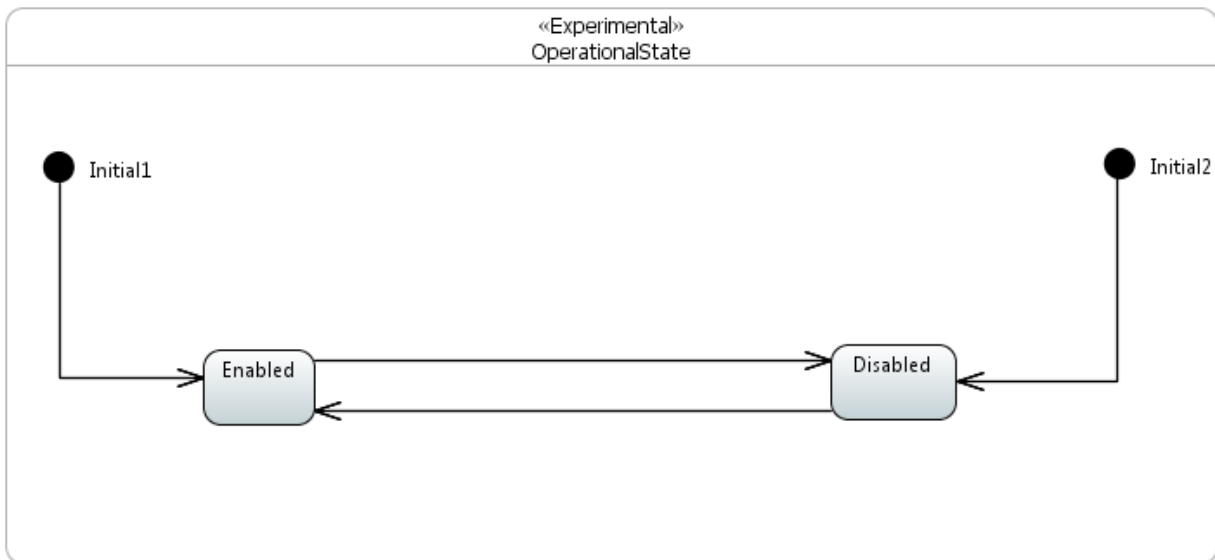 «Experimental»
OperationalState
Initial1
Initial2
Enabled
Disabled